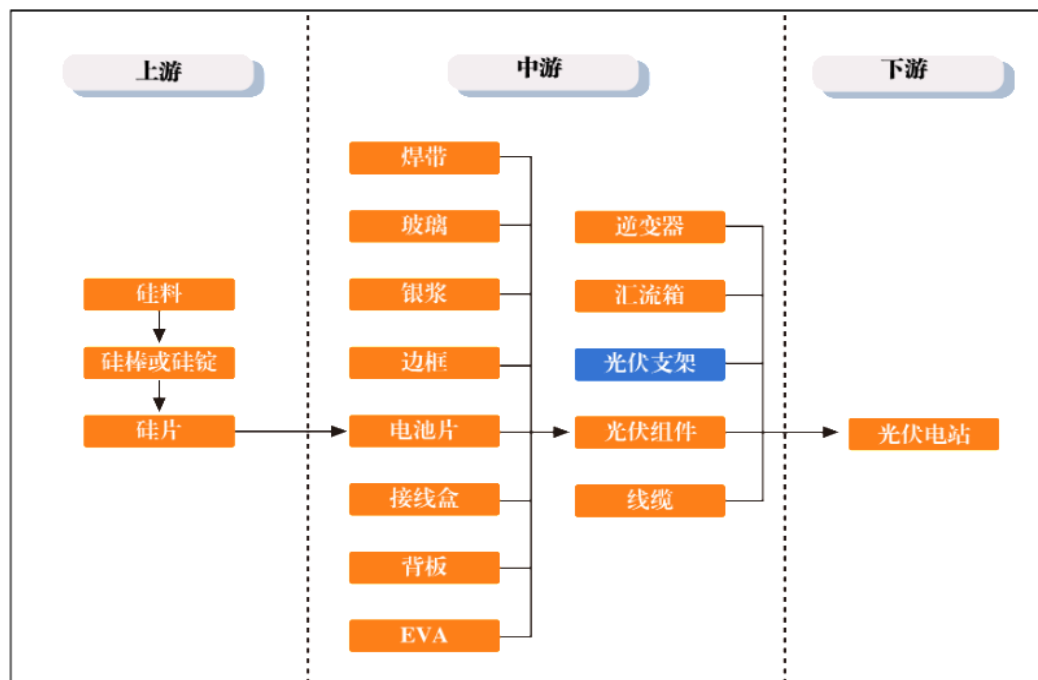 上游
中游
下游
硅料
硅棒或硅锭
硅片
焊带
玻璃
银浆
边框
电池片
接线盒
背板
EVA
逆变器
汇流箱
光伏支架
光伏组件
线缆
光伏电站